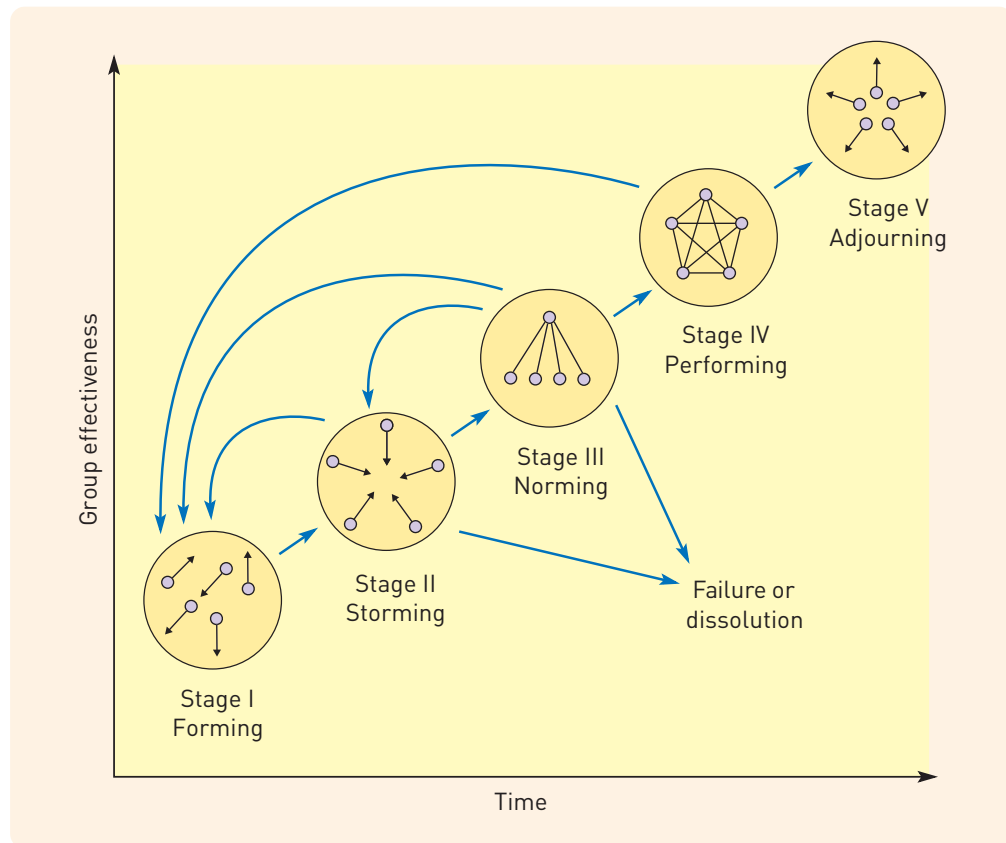 Stage V
Adjourning
Stage IV
Performing
Stage III
Norming
Stage II
Storming
Failure or
dissolution
Stage I
Forming
Group effectiveness
Time